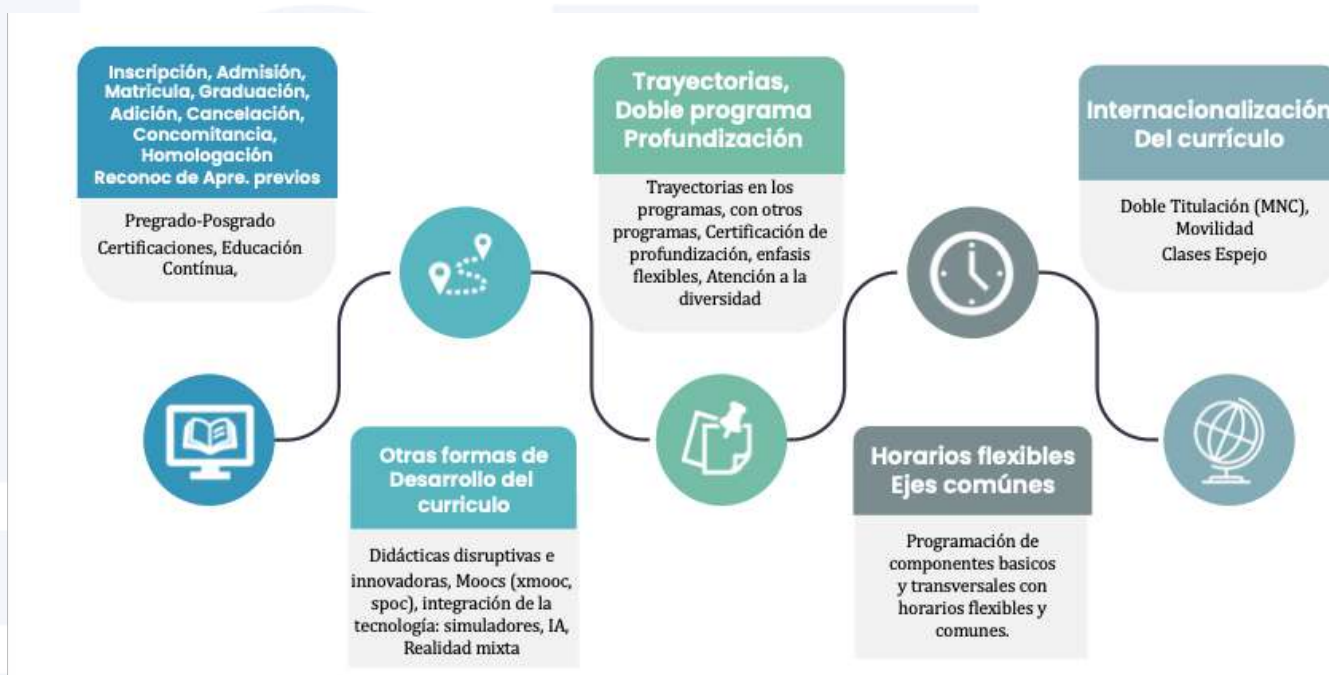 Inscripción, Admisión,
Matrícula, Graduación,
Adición, Cancelación,
Concomitancia,
Homologación
Reconoc de Apre. previos
Pregrado-Posgrado
Certificaciones, Educación
Contínua,
Otras formas de
Desarrollo del
curriculo
Didácticas disruptivas e
innovadoras, Moocs (xmooc,
spoc), integración de la
tecnología: simuladores, IA,
Realidad mixta
Trayectorias,
Doble programa
Profundización
Trayectorias en los
programas, con otros
programas, Certificación de
profundización, enfasis
flexibles, Atención a la
diversidad
Horarios flexibles
Ejes comúnes
Programación de
componentes basicos
y transversales con
horarios flexibles y
comunes.
Internacionalización
Del currículo
Doble Titulación (MNC),
Movilidad
Clases Espejo